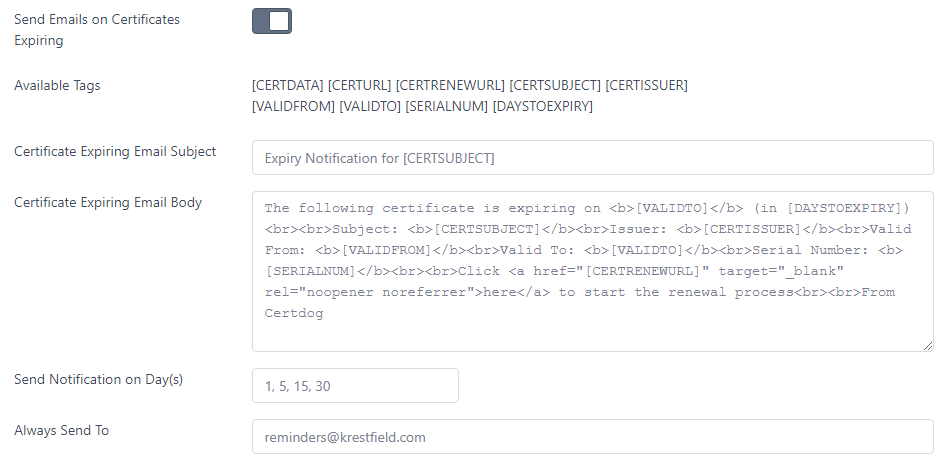 Send Emails on Certificates
Expiring
Available Tags
[CERTDATA] [CERTURL] [CERTRENEWURL] [CERTSUBJECT] [CERTISSUER]
[VALIDFROM] [VALIDTO] [SERIALNUM] [DAYSTOEXPIRY]
Certificate Expiring Email Subject
Expiry Notification for [CERTSUBJECT]
Certificate Expiring Email Body
The following certificate is expiring on <b>[VALIDTO]</b> (in [DAYSTOEXPIRY])
<br><br>Subject: <b>[CERTSUBJECT]</b><br>Issuer: <b>[CERTISSUER]</b><br>Valid
From: <b>[VALIDFROM]</b><br>Valid To: <b>[VALIDTO]</b><br>Serial Number: <b>
[SERIALNUM]</b><br><br>Click <a href="[CERTRENEWURL]" target="_blank"
rel="noopener noreferrer">here</a> to start the renewal process<br><br>From
Certdog
Send Notification on Day(s)
1, 5, 15, 30
Always Send To
reminders@krestfield.com